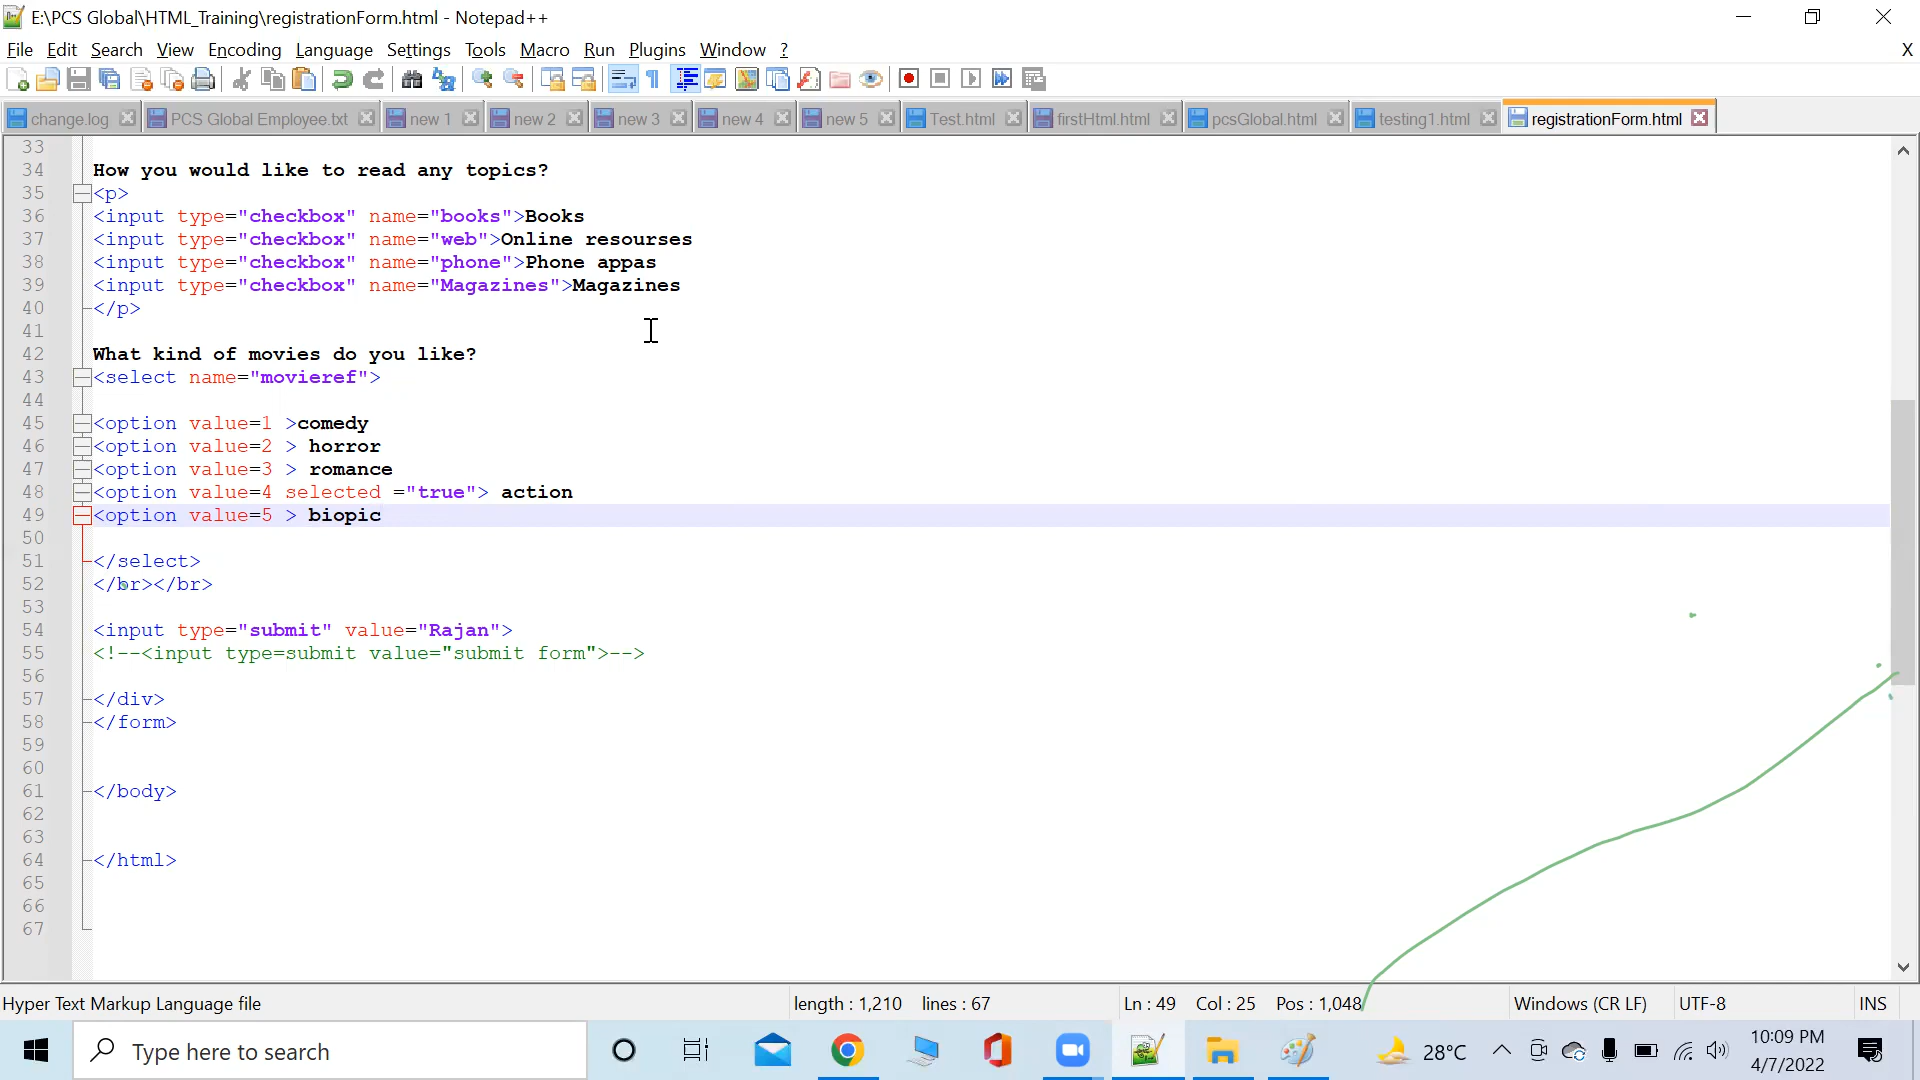 E:\PCS Global\HTML_Training\registrationForm.html - Notepad++
File Edit Search View Encoding Language Settings Tools Macro Run Plugins Window ? X
change.log PCS Global Employee.txt new 1 new 2 new 3 new 4 new 5 Test.html firstHtml.html pcsGlobal.html testing1.html registrationForm.html
33
34 How you would like to read any topics?
35 <p>
36 <input type="checkbox" name="books">Books
37 <input type="checkbox" name="web">Online resourses
38 <input type="checkbox" name="phone">Phone appas
39 <input type="checkbox" name="Magazines">Magazines
40 </p>
41
42 What kind of movies do you like?
43 <select name="movieref">
44
45 <option value=1 >comedy
46 <option value=2 > horror
47 <option value=3 > romance
48 <option value=4 selected ="true"> action
49 <option value=5 > biopic
50
51 </select>
52 </br></br>
53
54 <input type="submit" value="Rajan">
55 <!--<input type=submit value="submit form">-->
56
57 </div>
58 </form>
59
60
61 </body>
62
63
64 </html>
65
66
67
Hyper Text Markup Language file length : 1,210 lines : 67 Ln : 49 Col : 25 Pos : 1,048 Windows (CR LF) UTF-8 INS
Type here to search 28°C 10:09 PM
4/7/2022